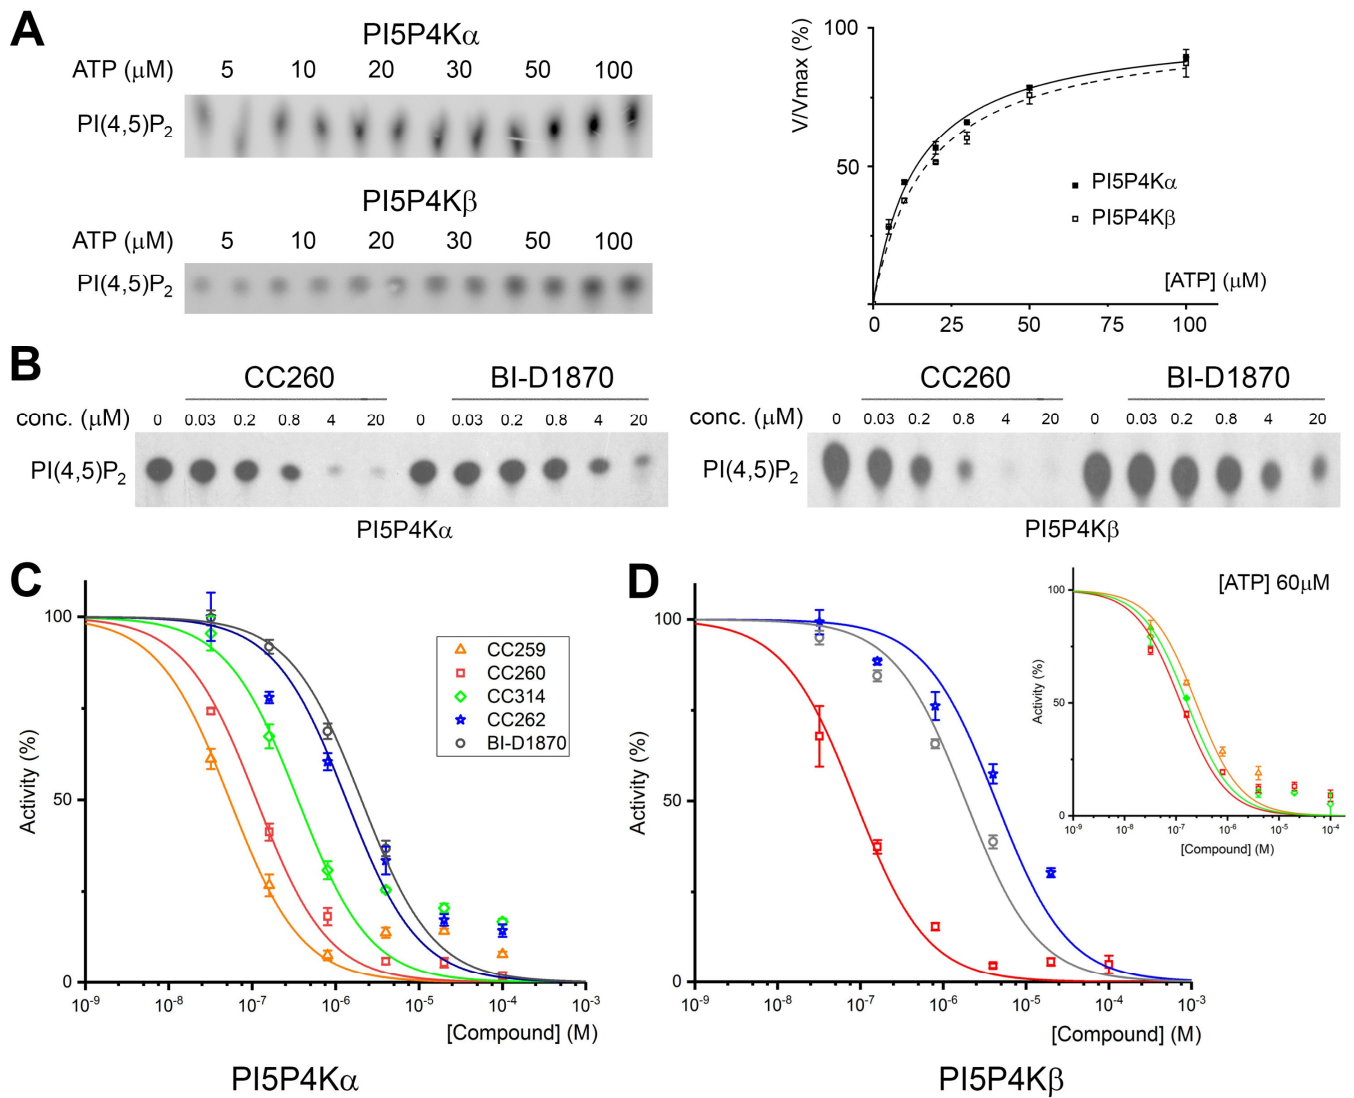 A
PI5P4Kα
ATP (μM) 5 10 20 30 50 100
PI(4,5)P2
PI5P4Kβ
ATP (μM) 5 10 20 30 50 100
PI(4,5)P2
V/Vmax (%)
100
50
PI5P4Kα
PI5P4Kβ
[ATP] (μM)
0 25 50 75 100
B
CC260 BI-D1870
conc. (μM) 0 0.03 0.2 0.8 4 20 0 0.03 0.2 0.8 4 20
PI(4,5)P2
PI5P4Kα
CC260 BI-D1870
conc. (μM) 0 0.03 0.2 0.8 4 20 0 0.03 0.2 0.8 4 20
PI(4,5)P2
PI5P4Kβ
C
Activity (%)
100
50
0
CC259
CC260
CC314
CC262
BI-D1870
10-9 10-8 10-7 10-6 10-5 10-4 10-3
[Compound] (M)
PI5P4Kα
D
Activity (%)
100
50
0
10-9 10-8 10-7 10-6 10-5 10-4 10-3
[Compound] (M)
PI5P4Kβ
[ATP] 60μM
Activity (%)
100
50
0
10-9 10-8 10-7 10-6 10-5 10-4
[Compound] (M)